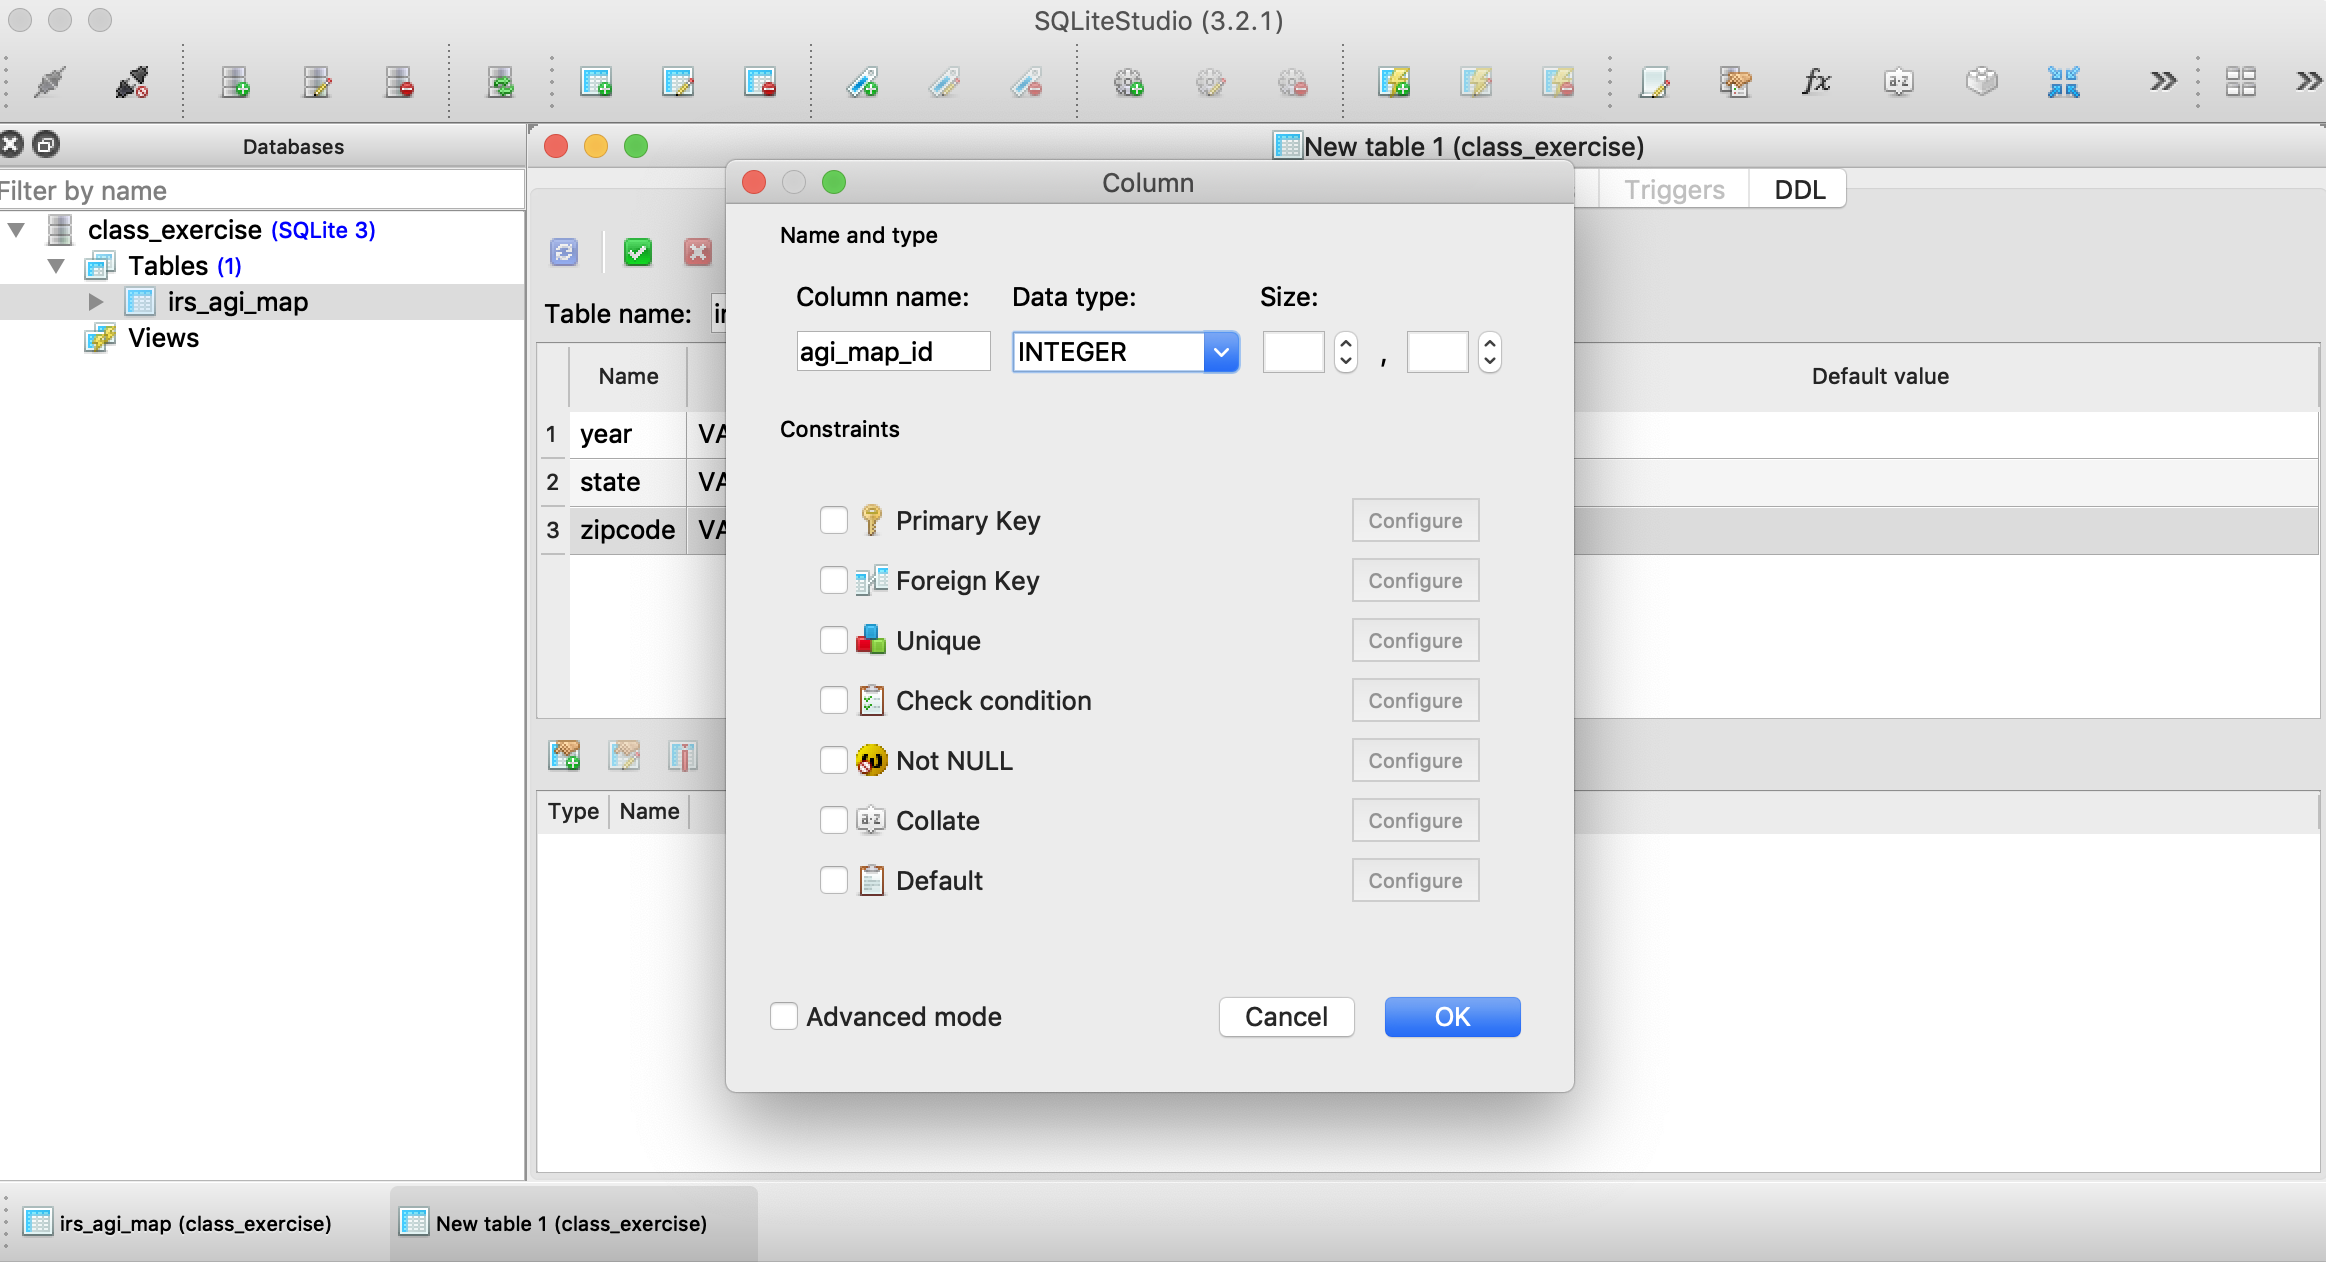 SQLiteStudio (3.2.1)
fx
Databases
New table 1 (class_exercise)
Filter by name
Column
Triggers
DDL
class_exercise (SQLite 3)
Name and type
Tables (1)
irs_agi_map
Column name:
Data type:
Size:
Table name:
Views
agi_map_id
INTEGER
,
Name
Default value
Constraints
1 year VA
2 state VA
3 zipcode VA
Primary Key Configure
Foreign Key Configure
Unique Configure
Check condition Configure
Not NULL Configure
Type Name
Collate Configure
Default Configure
Advanced mode
Cancel
OK
irs_agi_map (class_exercise)
New table 1 (class_exercise)